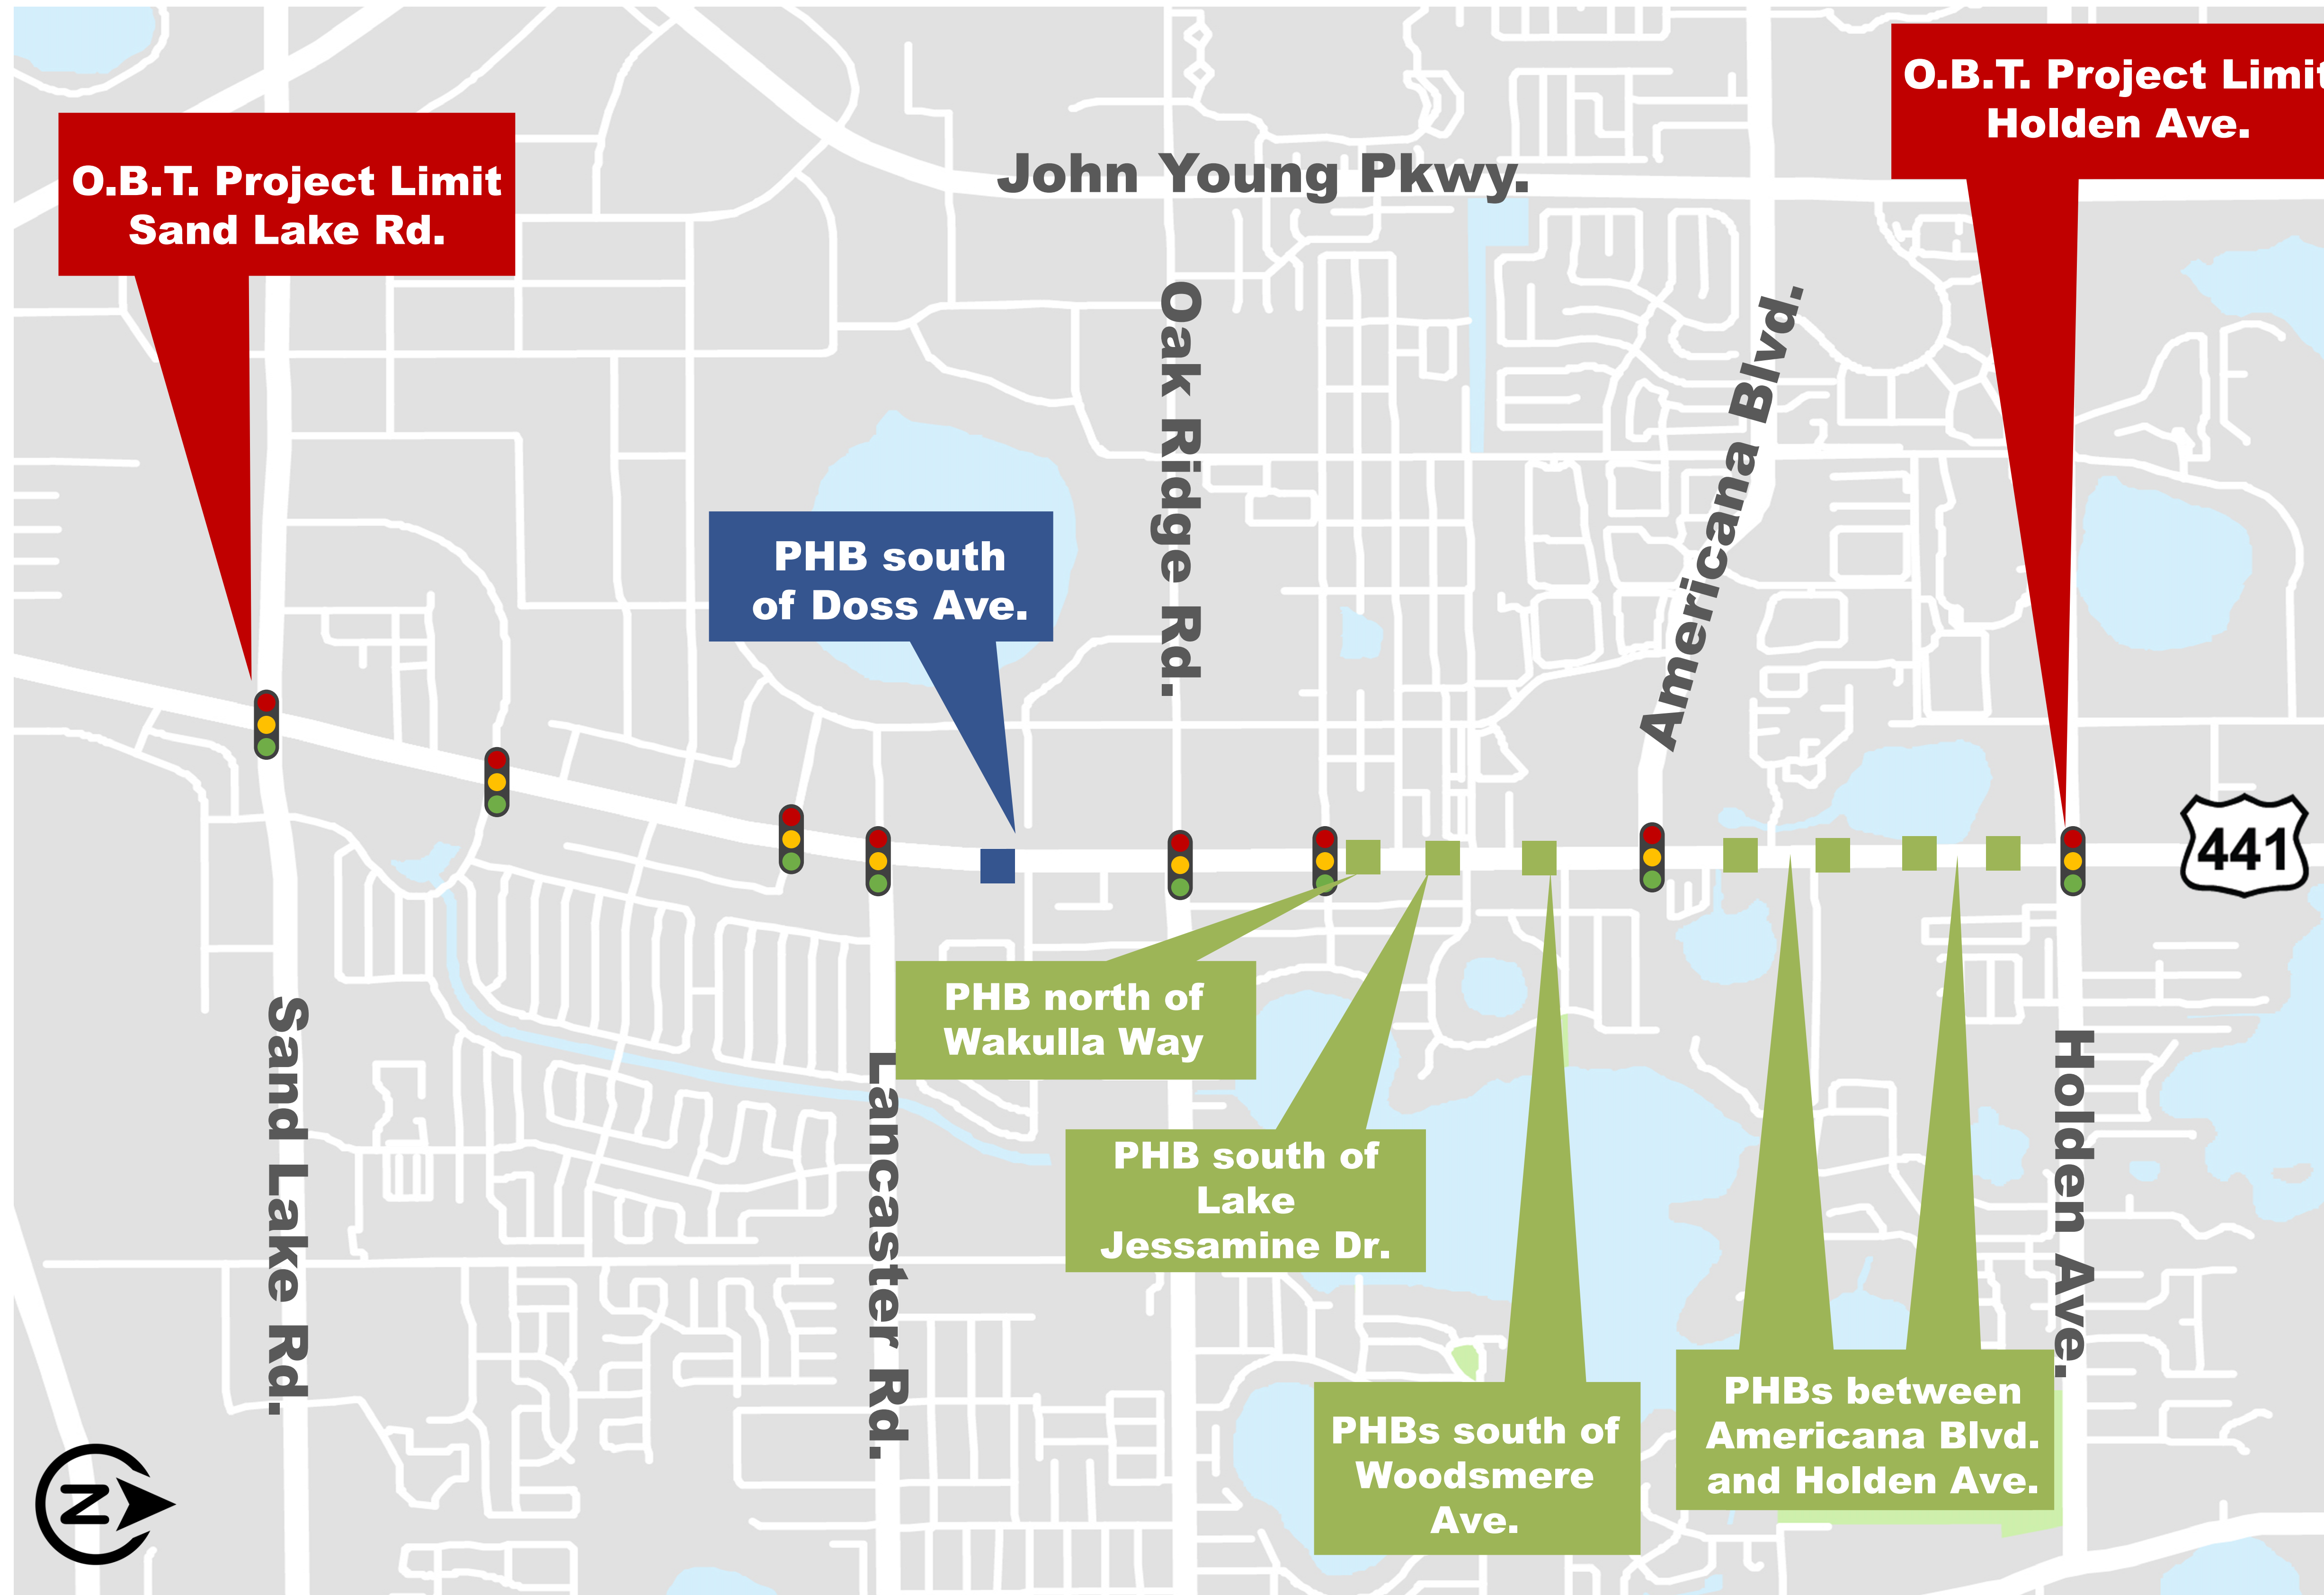 O.B.T. Project Limit
Sand Lake Rd.
O.B.T. Project Limit
Holden Ave.
John Young Pkwy.
Oak Ridge Rd.
Americana Blvd.
PHB south
of Doss Ave.
441
PHB north of
Wakulla Way
PHB south of
Lake
Jessamine Dr.
PHBs south of
Woodsmere
Ave.
PHBs between
Americana Blvd.
and Holden Ave.
Sand Lake Rd.
Lancaster Rd.
Holden Ave.
N